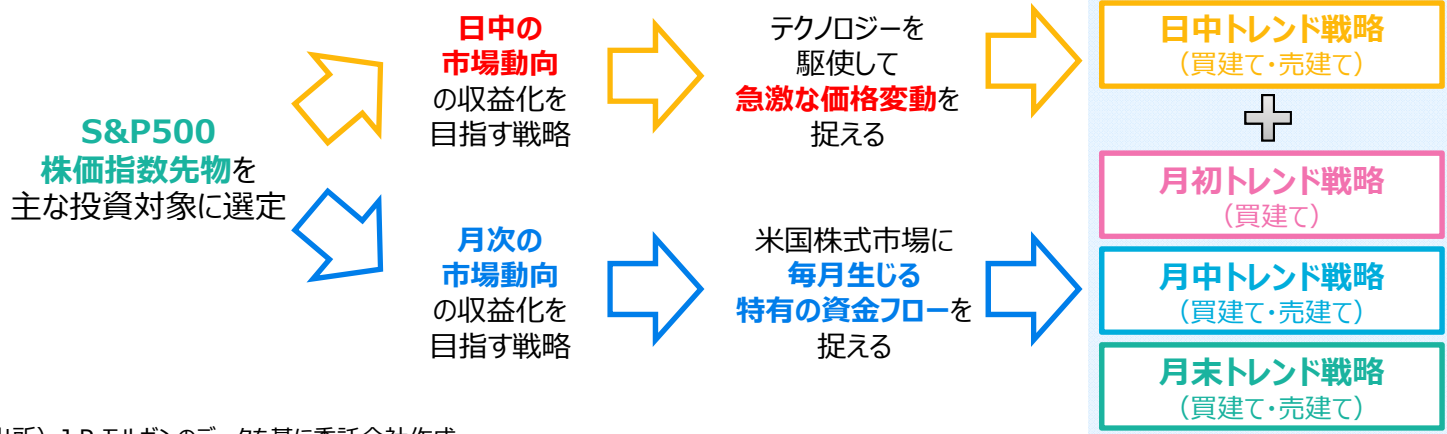 S&P500
株価指数先物を
主な投資対象に選定
日中の
市場動向
の収益化を
目指す戦略
テクノロジーを
駆使して
急激な価格変動を
捉える
日中トレンド戦略
（買建て・売建て）
月次の
市場動向
の収益化を
目指す戦略
米国株式市場に
毎月生じる
特有の資金フローを
捉える
月初トレンド戦略
（買建て）
月中トレンド戦略
（買建て・売建て）
月末トレンド戦略
（買建て・売建て）